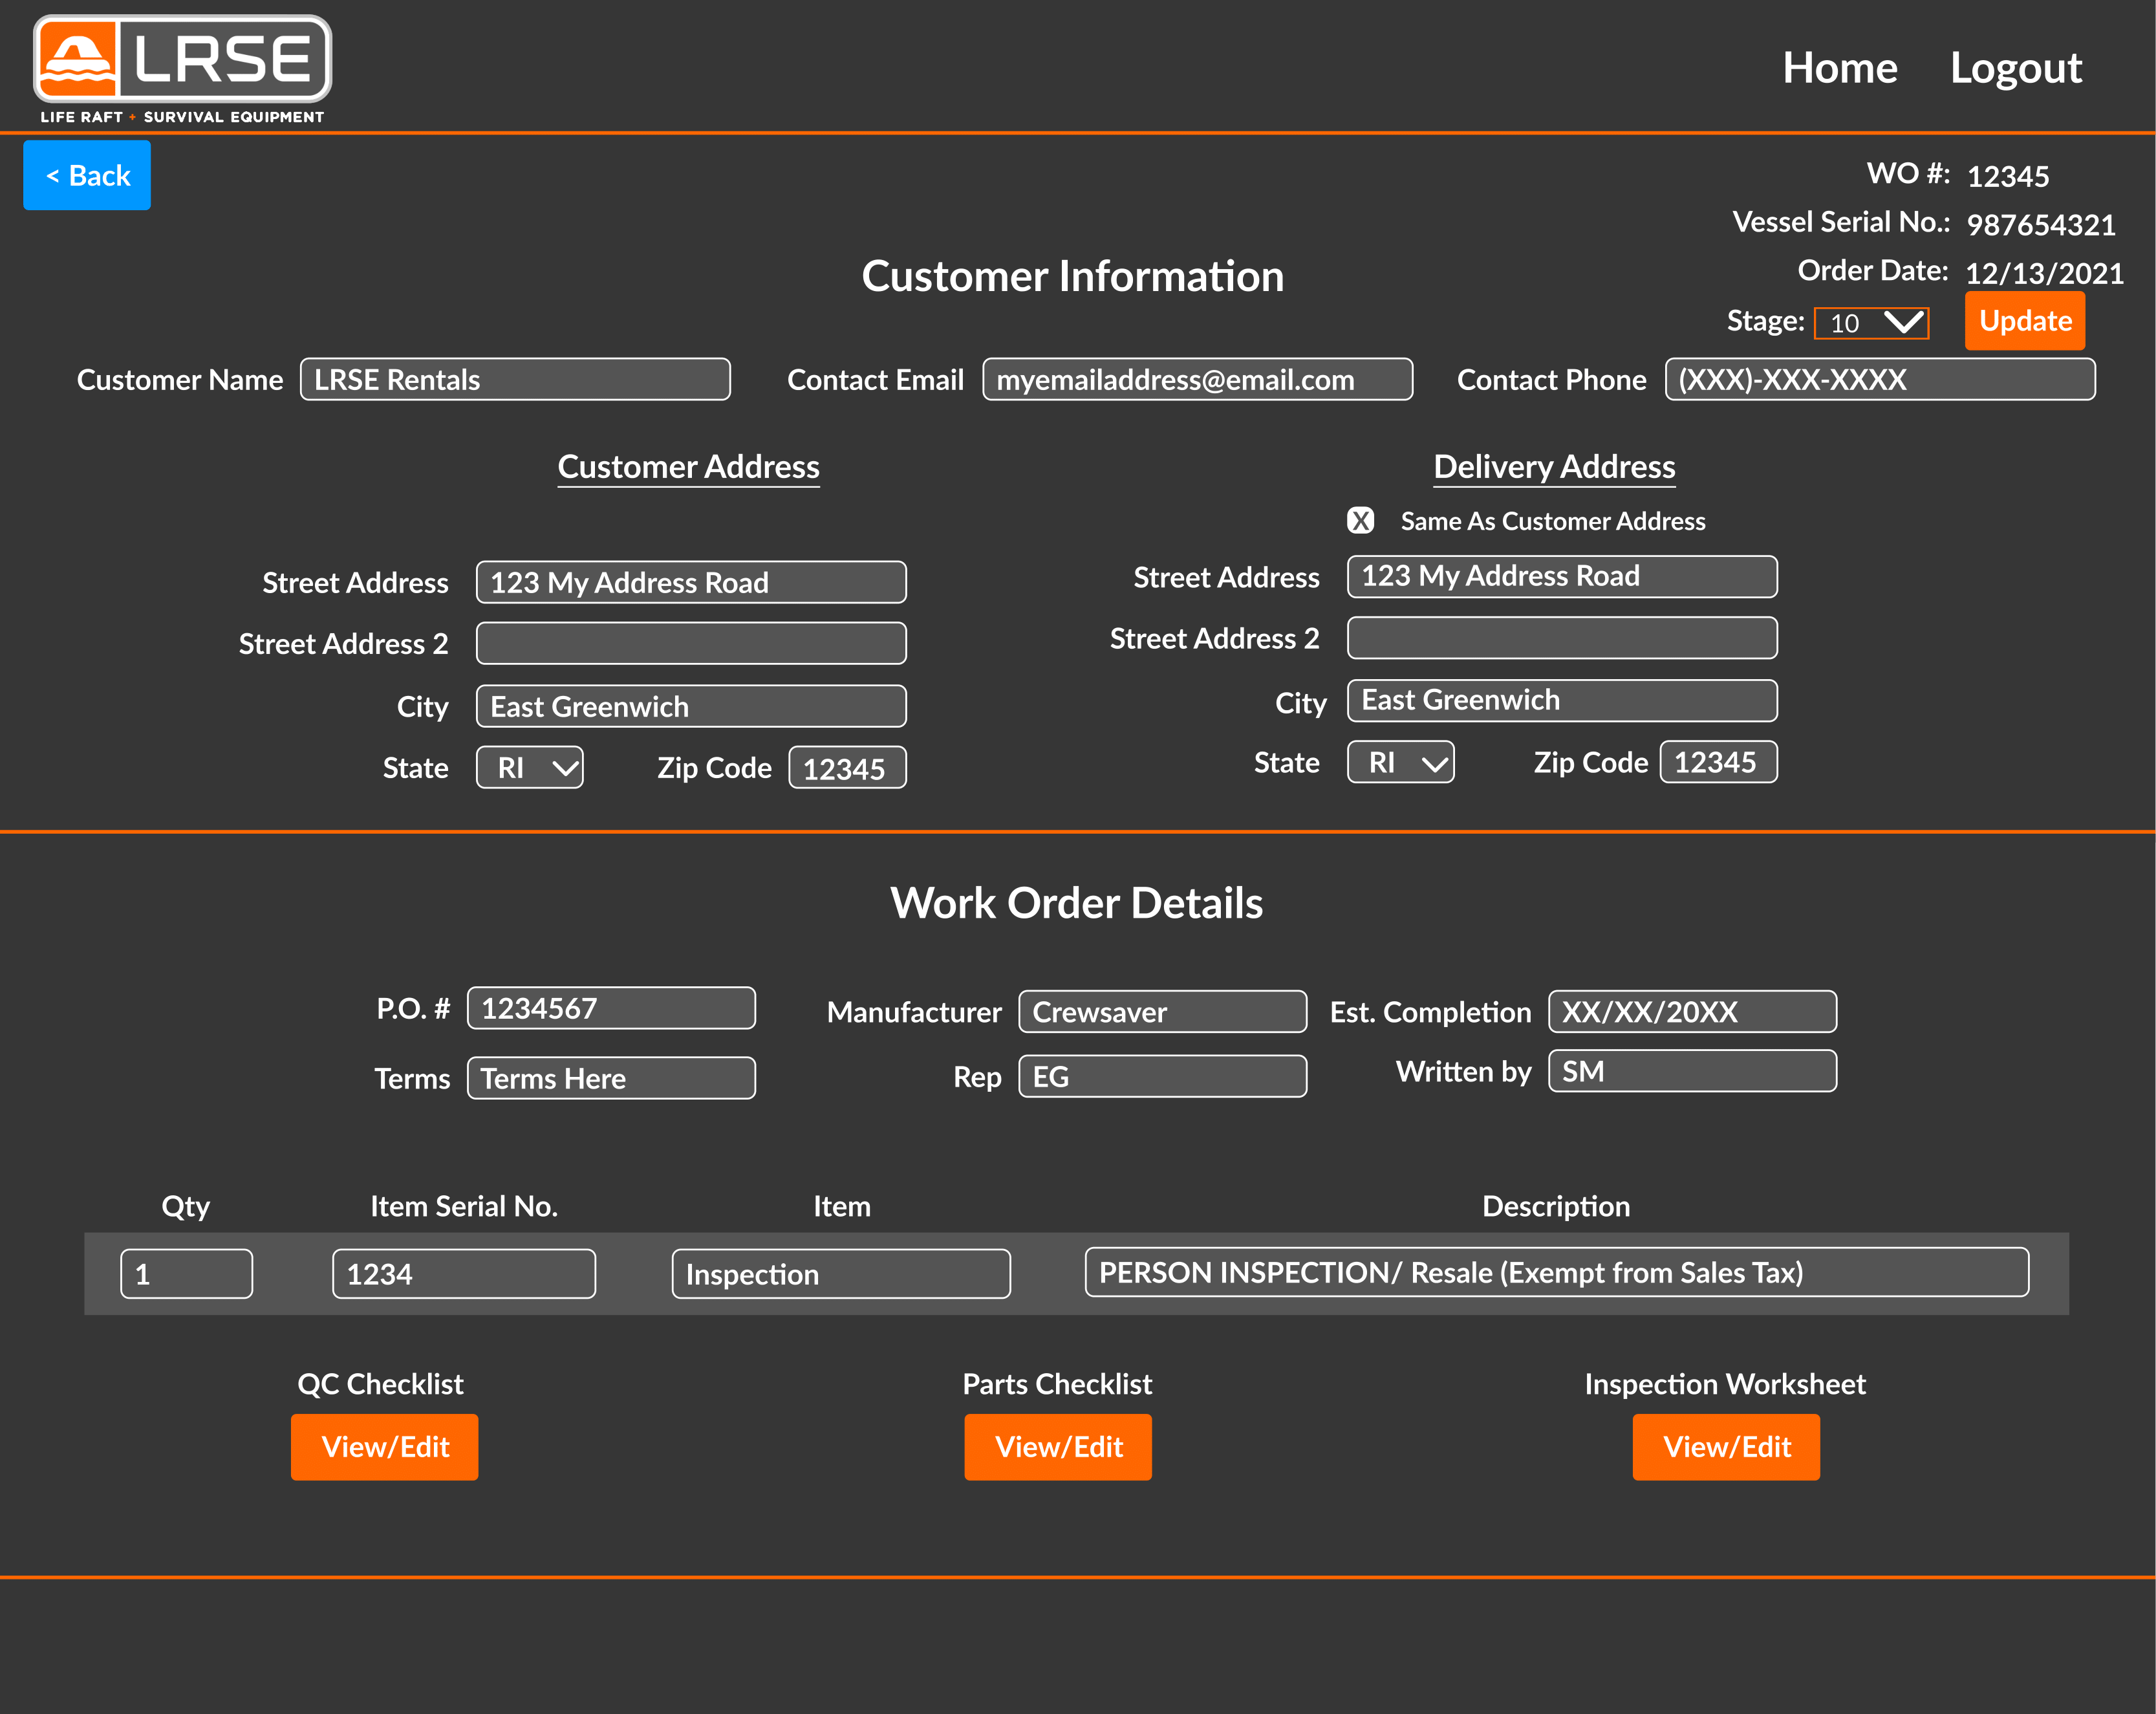 LRSE
LIFE RAFT + SURVIVAL EQUIPMENT
Home Logout
< Back
WO #: 12345
Vessel Serial No.: 987654321
Order Date: 12/13/2021
Stage: 10 Update
Customer Information
Customer Name LRSE Rentals Contact Email myemailaddress@email.com Contact Phone (XXX)-XXX-XXXX
Customer Address
Street Address 123 My Address Road
Street Address 2
City East Greenwich
State RI Zip Code 12345
Delivery Address
X Same As Customer Address
Street Address 123 My Address Road
Street Address 2
City East Greenwich
State RI Zip Code 12345
Work Order Details
P.O. # 1234567 Manufacturer Crewsaver Est. Completion XX/XX/20XX
Terms Terms Here Rep EG Written by SM
Qty Item Serial No. Item Description
1 1234 Inspection PERSON INSPECTION/ Resale (Exempt from Sales Tax)
QC Checklist Parts Checklist Inspection Worksheet
View/Edit View/Edit View/Edit